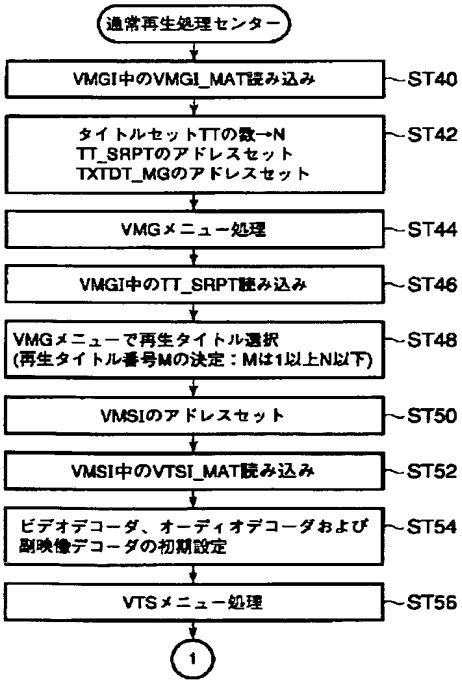 通常再生処理センター
VMGI中のVMGI_MAT読み込み
ST40
タイトルセットTTの数→N
TT_SRPTのアドレスセット
TXTDT_MGのアドレスセット
ST42
VMGメニュー処理
ST44
VMGI中のTT_SRPT読み込み
ST46
VMGメニューで再生タイトル選択
(再生タイトル番号Mの決定：Mは1以上N以下)
ST48
VMSIのアドレスセット
ST50
VMSI中のVTSI_MAT読み込み
ST52
ビデオデコーダ、オーディオデコーダおよび
副映像デコーダの初期設定
ST54
VTSメニュー処理
ST56
1